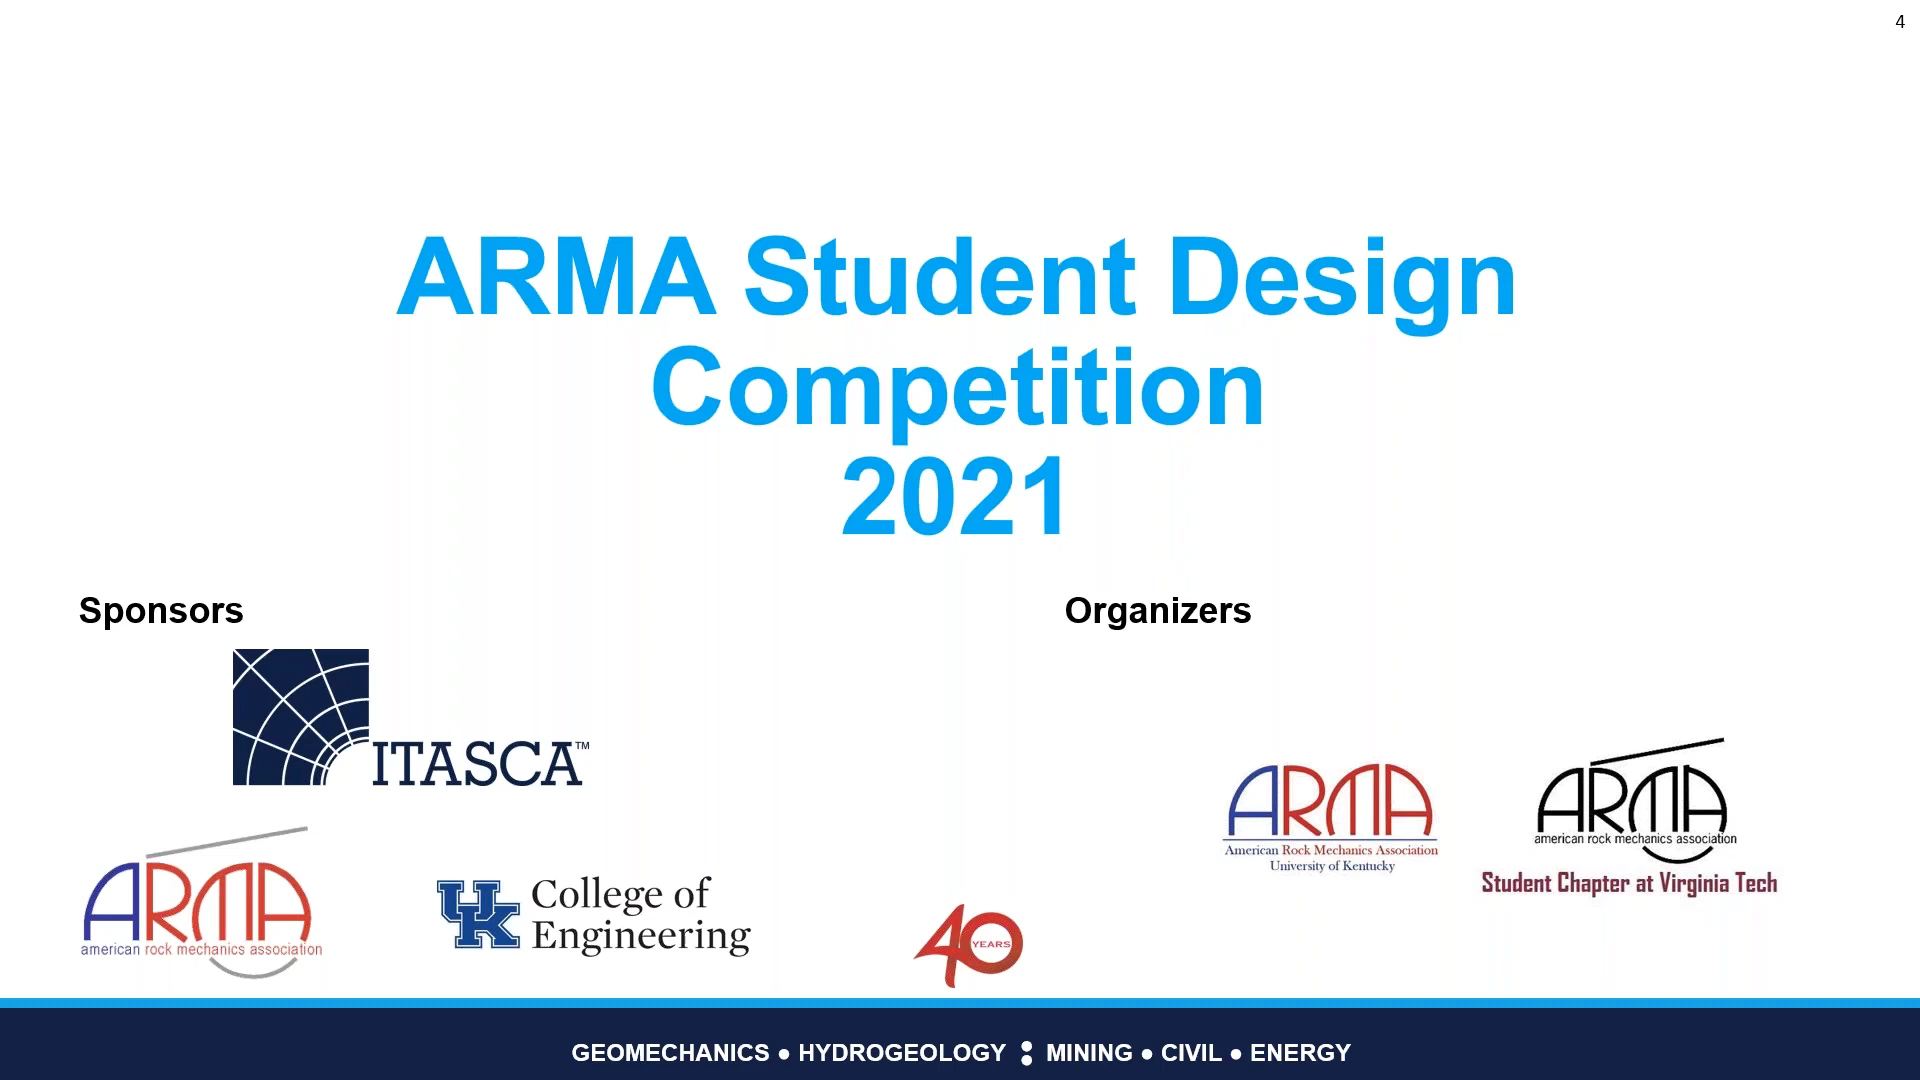 4
ARMA Student Design
Competition
2021
Sponsors
Organizers
ITASCA™
ARMA
american rock mechanics association
UK
College of
Engineering
40
YEARS
ARMA
American Rock Mechanics Association
University of Kentucky
ARMA
american rock mechanics association
Student Chapter at Virginia Tech
GEOMECHANICS ● HYDROGEOLOGY : MINING ● CIVIL ● ENERGY